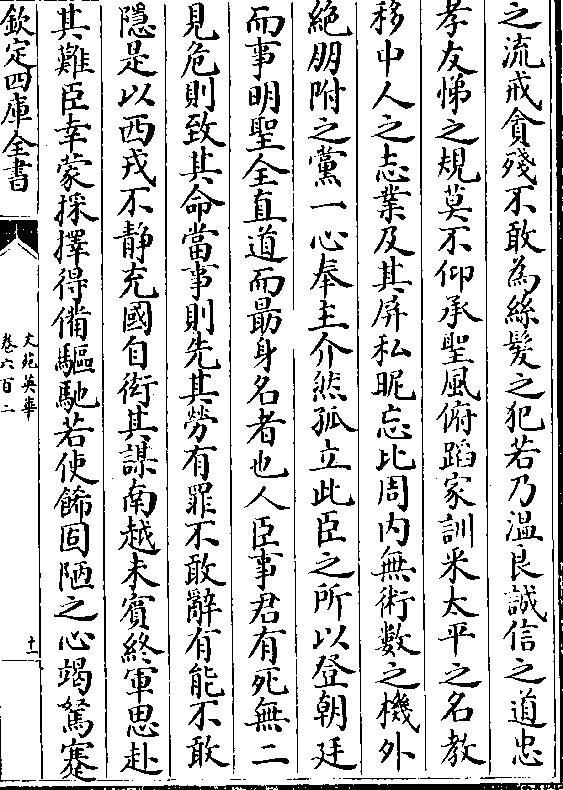 之流戒貪殘不敢為絲髮之犯若乃溫良誠信之道忠
孝友悌之規莫不仰承聖風俯蹈家訓采太平之名教
移中人之志業及其屏私昵忘比周内無術數之機外
絶朋附之黨一心奉主介然孤立此臣之所以登朝廷
而事明聖全直道而勗身名者也人臣事君有死無二
見危則致其命當事則先其勞有罪不敢辭有能不敢
隱是以西戎不静充國自衒其謀南越未賓終軍思赴
其難臣幸蒙採擇得備驅馳若使飾固陋之心竭駑蹇
欽定四庫全書
文苑英華
卷六百二
十二